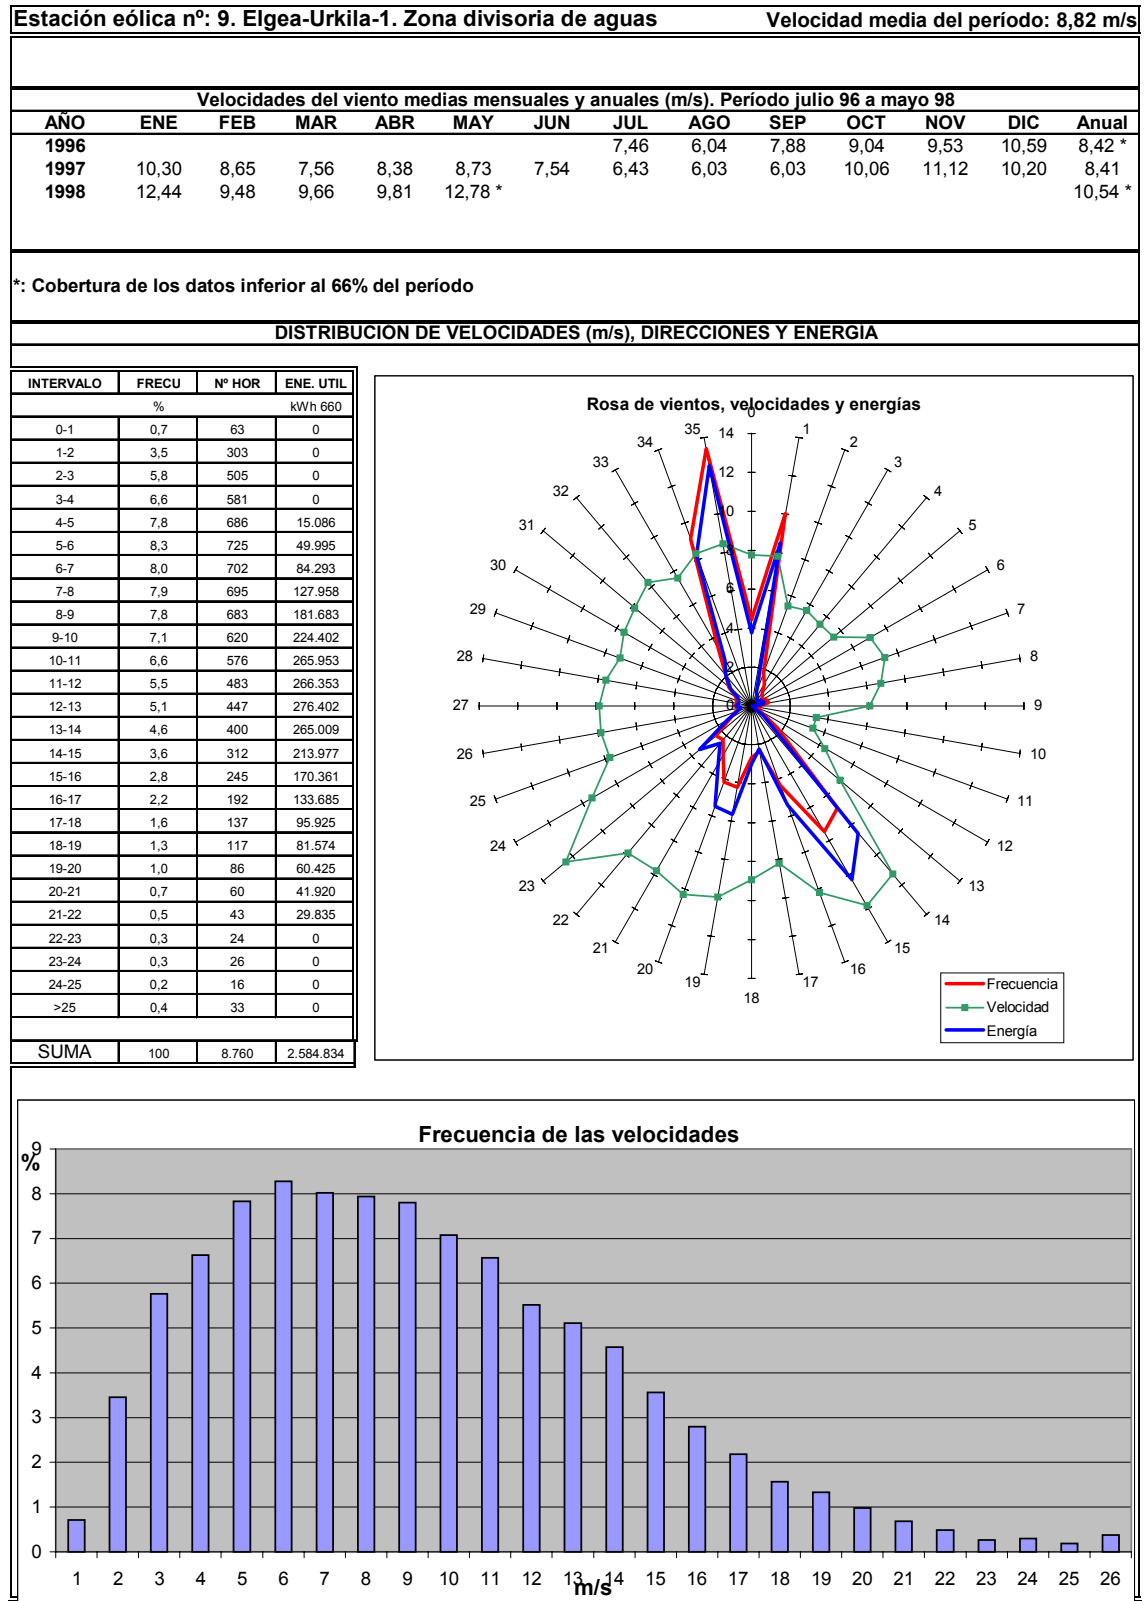 Estación eólica nº: 9. Elgea-Urkila-1. Zona divisoria de aguas Velocidad media del período: 8,82 m/s
Velocidades del viento medias mensuales y anuales (m/s). Período julio 96 a mayo 98
AÑO ENE FEB MAR ABR MAY JUN JUL AGO SEP OCT NOV DIC Anual
1996 7,46 6,04 7,88 9,04 9,53 10,59 8,42 *
1997 10,30 8,65 7,56 8,38 8,73 7,54 6,43 6,03 6,03 10,06 11,12 10,20 8,41
1998 12,44 9,48 9,66 9,81 12,78 * 10,54 *
*: Cobertura de los datos inferior al 66% del período
DISTRIBUCIÓN DE VELOCIDADES (m/s), DIRECCIONES Y ENERGÍA
INTERVALO FRECU Nº HOR ENE. UTIL
% kWh 660
0-1 0,7 63 0
1-2 3,5 303 0
2-3 5,8 505 0
3-4 6,6 581 0
4-5 7,8 686 15.086
5-6 8,3 725 49.995
6-7 8,0 702 84.293
7-8 7,9 695 127.958
8-9 7,8 683 181.683
9-10 7,1 620 224.402
10-11 6,6 576 265.953
11-12 5,5 483 266.353
12-13 5,1 447 276.402
13-14 4,6 400 265.009
14-15 3,6 312 213.977
15-16 2,8 245 170.361
16-17 2,2 192 133.685
17-18 1,6 137 95.925
18-19 1,3 117 81.574
19-20 1,0 86 60.425
20-21 0,7 60 41.920
21-22 0,5 43 29.835
22-23 0,3 24 0
23-24 0,3 26 0
24-25 0,2 16 0
>25 0,4 33 0
SUMA 100 8.760 2.584.834
Rosa de vientos, velocidades y energías
0
1
2
3
4
5
6
7
8
9
10
11
12
13
14
15
16
17
18
19
20
21
22
23
24
25
26
27
28
29
30
31
32
33
34
35
14
12
10
8
6
4
2
0
Frecuencia
Velocidad
Energía
Frecuencia de las velocidades
%
9
8
7
6
5
4
3
2
1
0
1 2 3 4 5 6 7 8 9 10 11 12 13 14 15 16 17 18 19 20 21 22 23 24 25 26
m/s